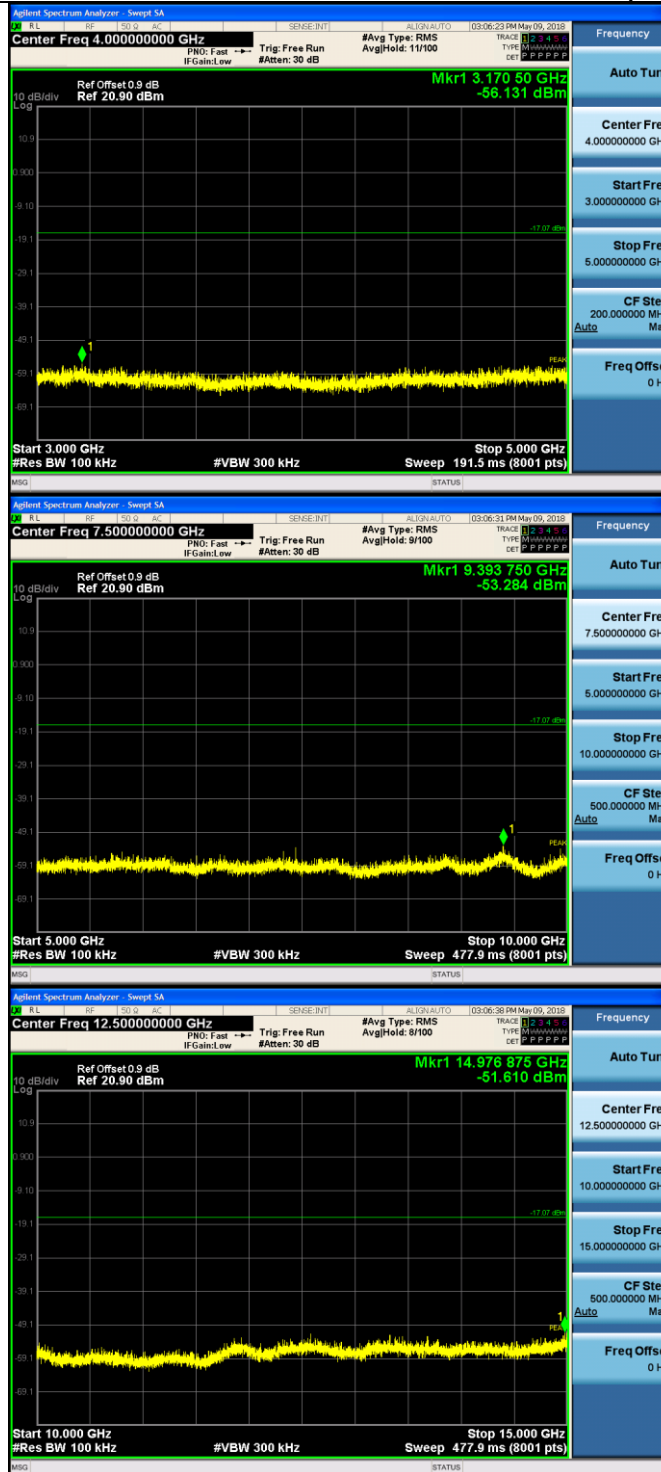 Agilent Spectrum Analyzer - Swept SA
RL RF 50 Ω AC SENSE:INT ALIGN AUTO 03:06:23 PM May 09, 2018
Center Freq 4.000000000 GHz
PNO: Fast
IFGain:Low
Trig: Free Run
#Atten: 30 dB
#Avg Type: RMS
Avg|Hold: 11/100
TRACE 1 2 3 4 5 6
TYPE M
DET P P P P P P
Mkr1 3.170 50 GHz
-56.131 dBm
10 dB/div
Log
Ref Offset 0.9 dB
Ref 20.90 dBm
10.9
0.900
-9.10
-17.07 dBm
-19.1
-29.1
-39.1
-49.1
1
PEAK
-59.1
-69.1
Start 3.000 GHz Stop 5.000 GHz
#Res BW 100 kHz #VBW 300 kHz Sweep 191.5 ms (8001 pts)
MSG STATUS
Frequency
Auto Tun
Center Fre
4.000000000 GH
Start Fre
3.000000000 GH
Stop Fre
5.000000000 GH
CF Ste
200.000000 MH
Auto Ma
Freq Offse
0 H
Agilent Spectrum Analyzer - Swept SA
RL RF 50 Ω AC SENSE:INT ALIGN AUTO 03:06:31 PM May 09, 2018
Center Freq 7.500000000 GHz
PNO: Fast
IFGain:Low
Trig: Free Run
#Atten: 30 dB
#Avg Type: RMS
Avg|Hold: 9/100
TRACE 1 2 3 4 5 6
TYPE M
DET P P P P P P
Mkr1 9.393 750 GHz
-53.284 dBm
10 dB/div
Log
Ref Offset 0.9 dB
Ref 20.90 dBm
10.9
0.900
-9.10
-17.07 dBm
-19.1
-29.1
-39.1
-49.1
1
PEAK
-59.1
-69.1
Start 5.000 GHz Stop 10.000 GHz
#Res BW 100 kHz #VBW 300 kHz Sweep 477.9 ms (8001 pts)
MSG STATUS
Frequency
Auto Tun
Center Fre
7.500000000 GH
Start Fre
5.000000000 GH
Stop Fre
10.000000000 GH
CF Ste
500.000000 MH
Auto Ma
Freq Offse
0 H
Agilent Spectrum Analyzer - Swept SA
RL RF 50 Ω AC SENSE:INT ALIGN AUTO 03:06:38 PM May 09, 2018
Center Freq 12.500000000 GHz
PNO: Fast
IFGain:Low
Trig: Free Run
#Atten: 30 dB
#Avg Type: RMS
Avg|Hold: 8/100
TRACE 1 2 3 4 5 6
TYPE M
DET P P P P P P
Mkr1 14.976 875 GHz
-51.610 dBm
10 dB/div
Log
Ref Offset 0.9 dB
Ref 20.90 dBm
10.9
0.900
-9.10
-17.07 dBm
-19.1
-29.1
-39.1
-49.1
1
PEAK
-59.1
-69.1
Start 10.000 GHz Stop 15.000 GHz
#Res BW 100 kHz #VBW 300 kHz Sweep 477.9 ms (8001 pts)
MSG STATUS
Frequency
Auto Tun
Center Fre
12.500000000 GH
Start Fre
10.000000000 GH
Stop Fre
15.000000000 GH
CF Ste
500.000000 MH
Auto Ma
Freq Offse
0 H